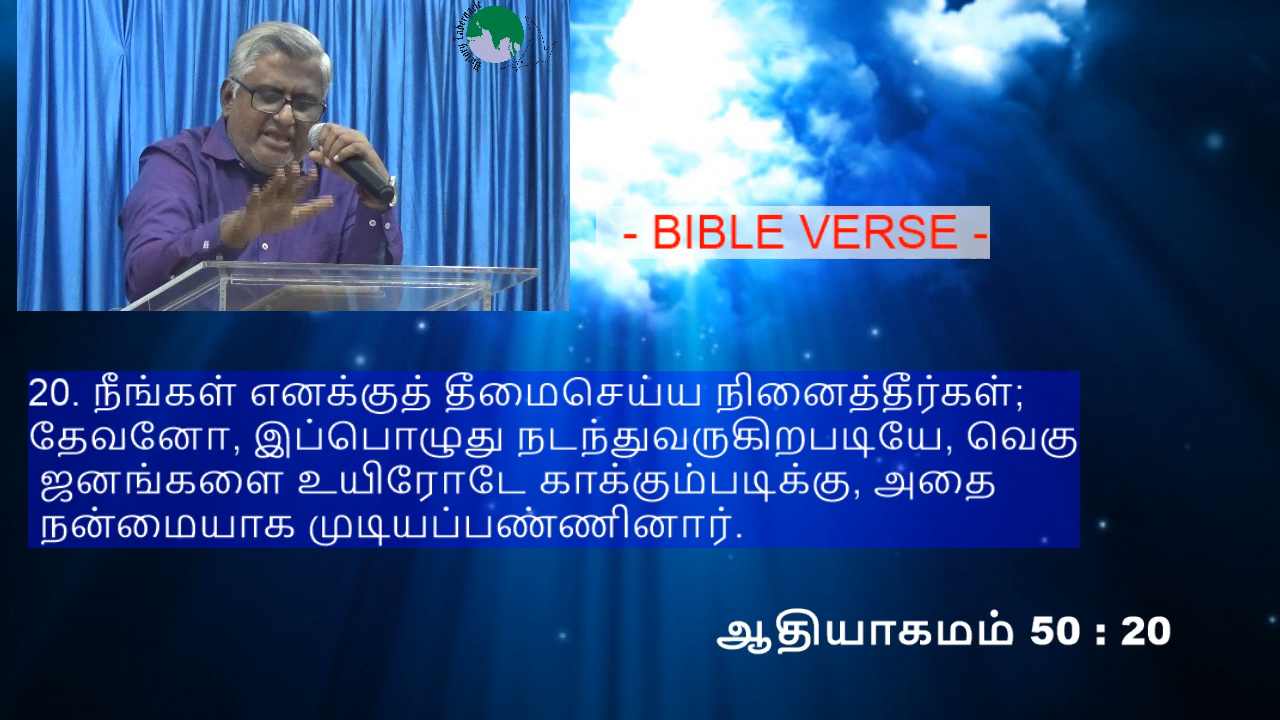 - BIBLE VERSE -
20. நீங்கள் எனக்குத் தீமைசெய்ய நினைத்தீர்கள்;
தேவனோ, இப்பொழுது நடந்துவருகிறபடியே, வெகு
ஜனங்களை உயிரோடே காக்கும்படிக்கு, அதை
நன்மையாக முடியப்பண்ணினார்.
ஆதியாகமம் 50 : 20